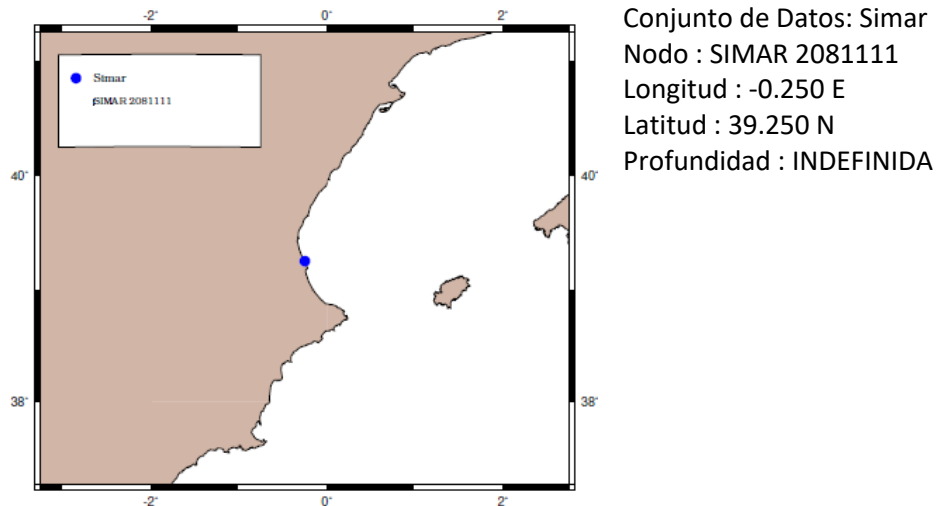 -2° 0° 2°
Simar
SIMAR 2081111
40° 40°
38° 38°
-2° 0° 2°
Conjunto de Datos: Simar
Nodo : SIMAR 2081111
Longitud : -0.250 E
Latitud : 39.250 N
Profundidad : INDEFINIDA